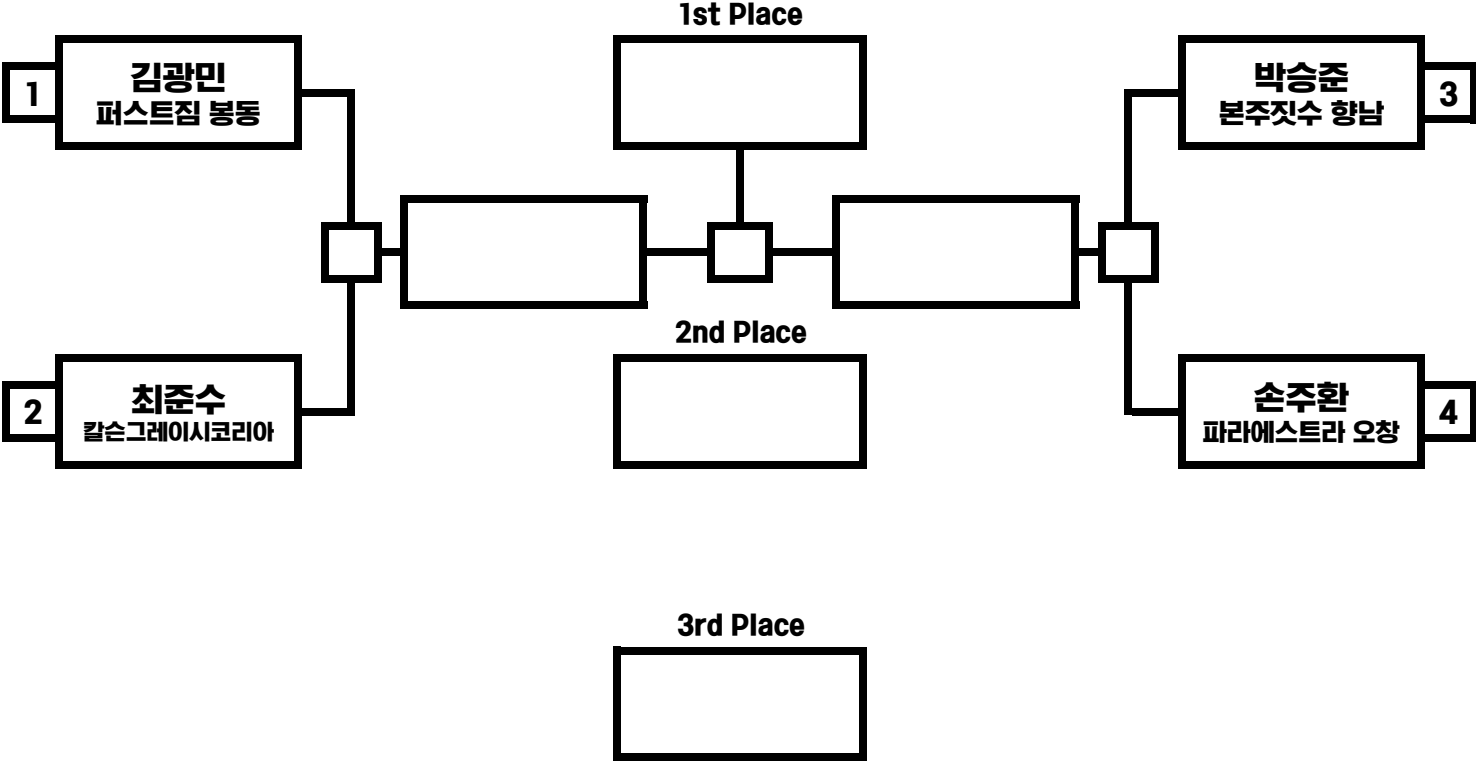 1st Place
1
김광민
퍼스트짐 봉동
박승준
본주짓수 향남
3
2nd Place
2
최준수
칼슨그레이시코리아
손주환
파라에스트라 오창
4
3rd Place